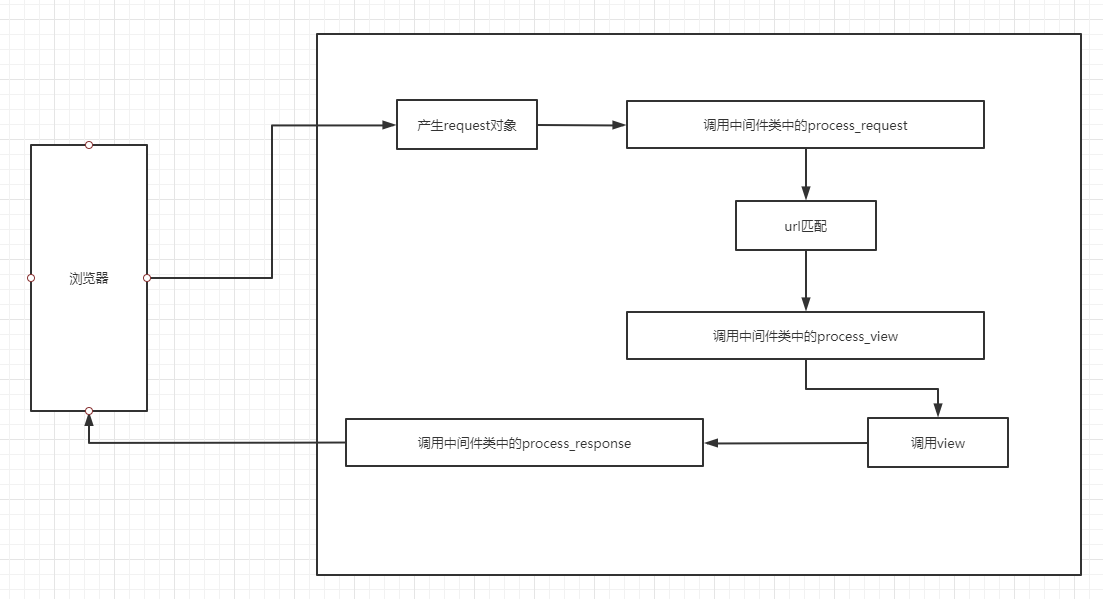 产生request对象
调用中间件类中的process_request
url匹配
浏览器
调用中间件类中的process_view
调用中间件类中的process_response
调用view